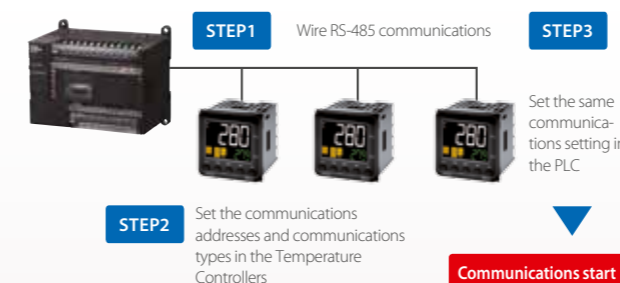 STEP1
Wire RS-485 communications
STEP3
Set the same
communica-
tions setting in
the PLC
280
280
280
STEP2
Set the communications
addresses and communications
types in the Temperature
Controllers
Communications start